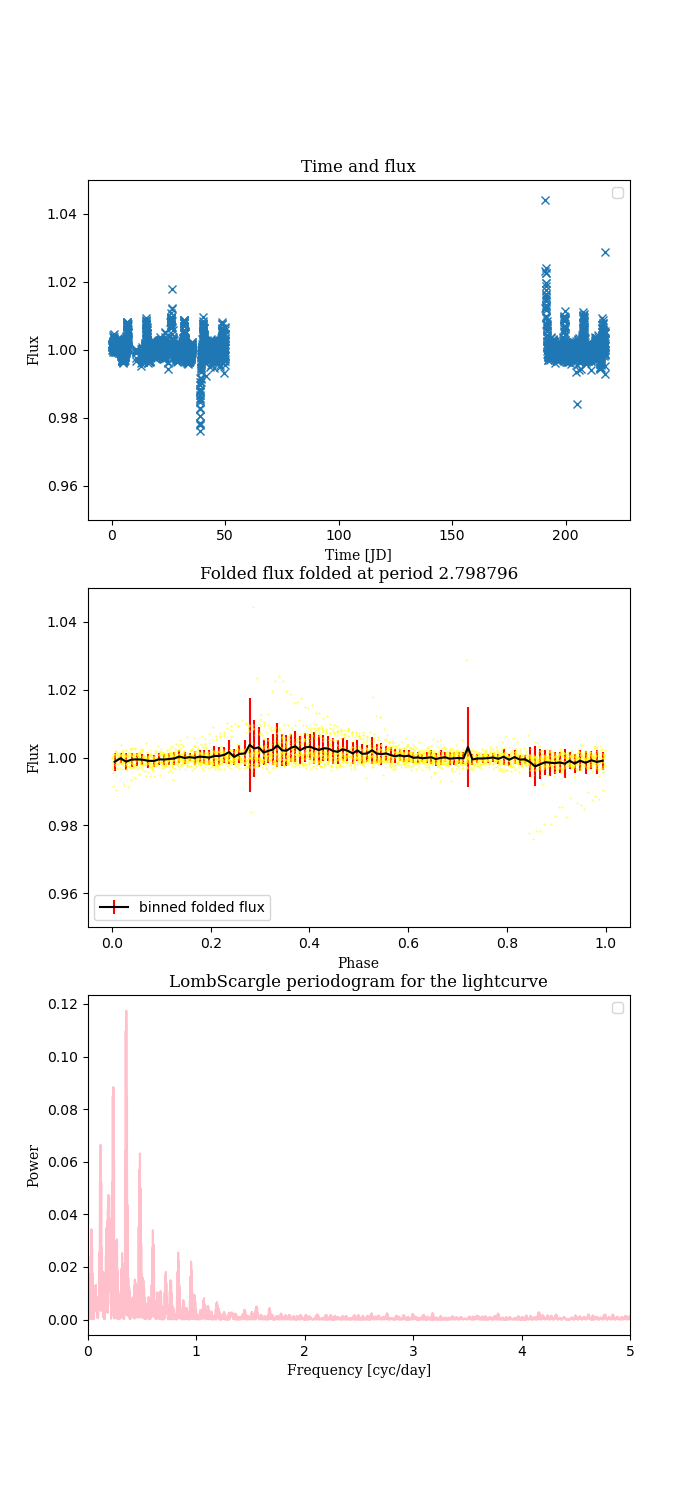 Time and flux
1.04
1.02
1.00
0.98
0.96
Flux
0 50 100 150 200
Time [JD]
Folded flux folded at period 2.798796
1.04
1.02
1.00
0.98
0.96
Flux
binned folded flux
0.0 0.2 0.4 0.6 0.8 1.0
Phase
LombScargle periodogram for the lightcurve
0.12
0.10
0.08
0.06
0.04
0.02
0.00
Power
0 1 2 3 4 5
Frequency [cyc/day]